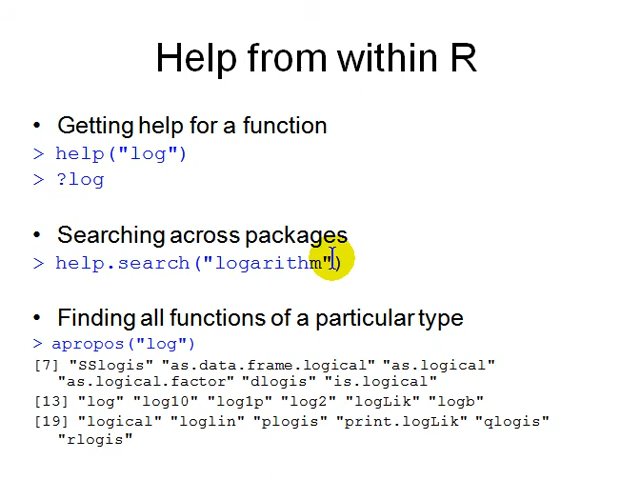 Help from within R
• Getting help for a function
> help("log")
> ?log
• Searching across packages
> help.search("logarithm")
• Finding all functions of a particular type
> apropos("log")
[7] "SSlogis" "as.data.frame.logical" "as.logical"
"as.logical.factor" "dlogis" "is.logical"
[13] "log" "log10" "log1p" "log2" "logLik" "logb"
[19] "logical" "loglin" "plogis" "print.logLik" "qlogis"
"rlogis"